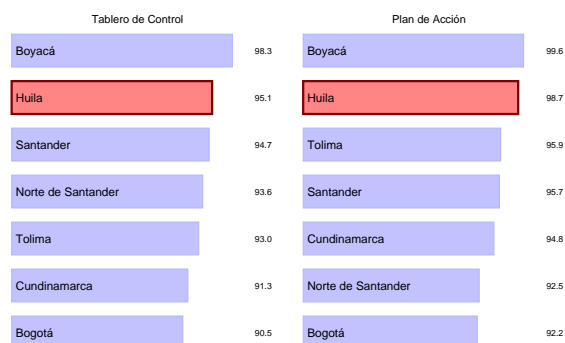 Tablero de Control
Boyacá 98.3
Huila 95.1
Santander 94.7
Norte de Santander 93.6
Tolima 93.0
Cundinamarca 91.3
Bogotá 90.5
Plan de Acción
Boyacá 99.6
Huila 98.7
Tolima 95.9
Santander 95.7
Cundinamarca 94.8
Norte de Santander 92.5
Bogotá 92.2